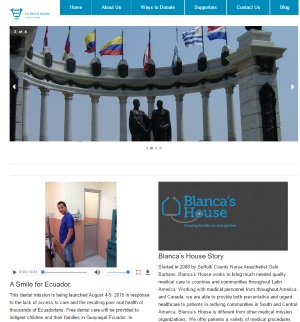 Home About Us Ways to Donate Supporters Contact Us Blog
Blanca's
House
0:00 / 0:21
A Smile for Ecuador.
This dental mission is being launched August 4-9, 2015 in response
to the lack of access to care and the resulting poor oral health of
thousands of Ecuadorians. Free dental care will be provided to
indigent children and their families in Guayaquil Ecuador. In
Blanca's House Story
Started in 2008 by Suffolk County Nurse Anesthetist Galo
Burbano, Blanca's House works to bring much needed quality
medical care to countries and communities throughout Latin
America. Working with medical personnel from throughout America
and Canada, we are able to provide both preventative and urgent
healthcare to patients in outlying communities in South and Central
America. Blanca's House is different from other medical mission
organizations. We offer patients a variety of medical procedures